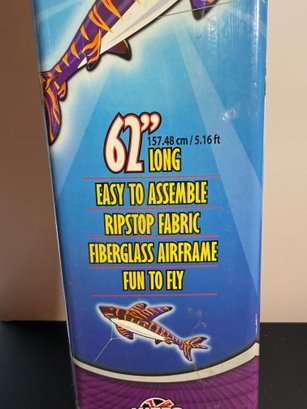 62”
157.48 cm / 5.16 ft
LONG
EASY TO ASSEMBLE
RIPSTOP FABRIC
FIBERGLASS AIRFRAME
FUN TO FLY